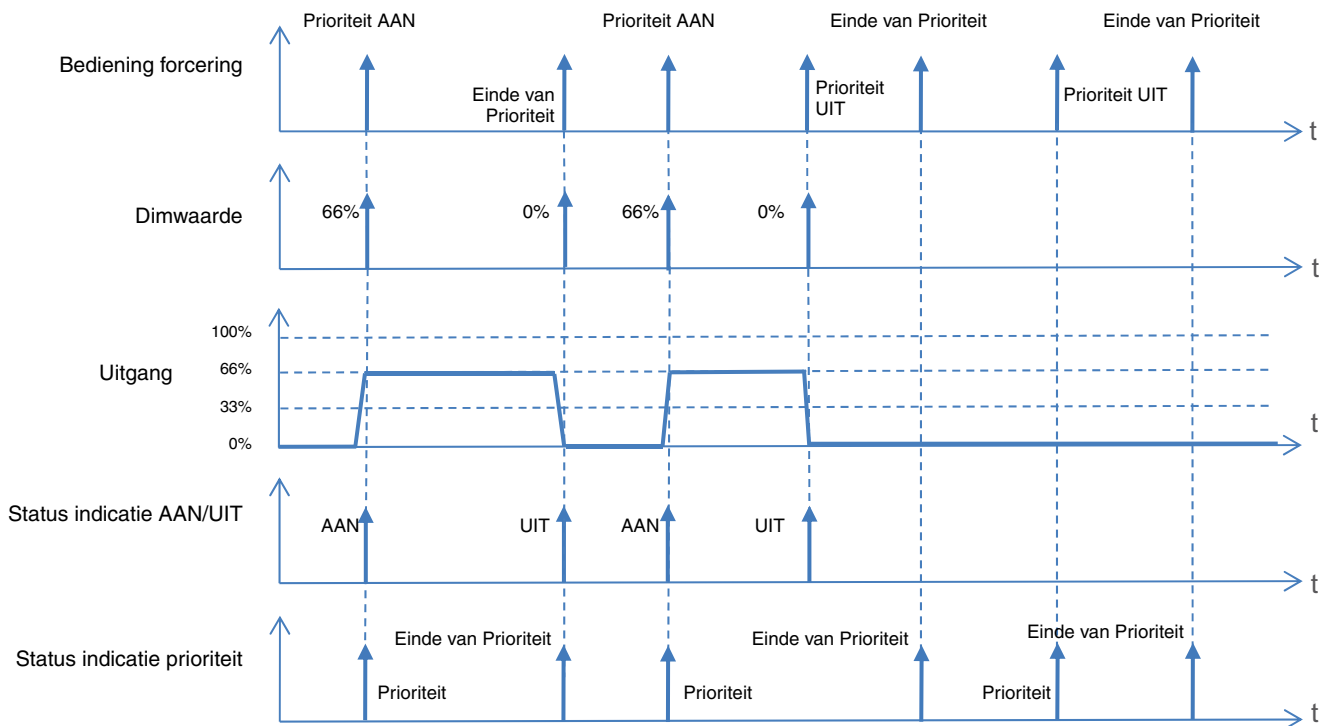 Prioriteit AAN
Prioriteit AAN
Einde van Prioriteit
Einde van Prioriteit
Bediening forcering
Einde van
Prioriteit
Prioriteit
UIT
Prioriteit UIT
t
Dimwaarde
66%
0%
66%
0%
t
Uitgang
100%
66%
33%
0%
t
Status indicatie AAN/UIT
AAN
UIT
AAN
UIT
t
Status indicatie prioriteit
Einde van Prioriteit
Einde van Prioriteit
Einde van Prioriteit
Prioriteit
Prioriteit
Prioriteit
t